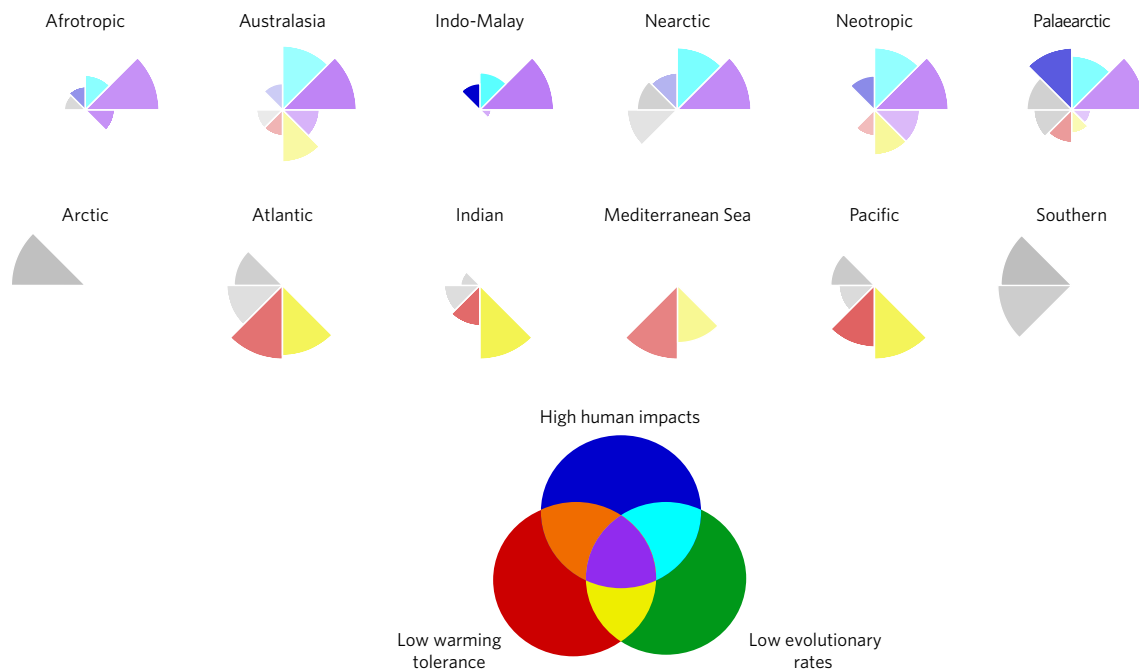 Afrotropic
Australasia
Indo-Malay
Nearctic
Neotropic
Palaearctic
Arctic
Atlantic
Indian
Mediterranean Sea
Pacific
Southern
High human impacts
Low warming
tolerance
Low evolutionary
rates